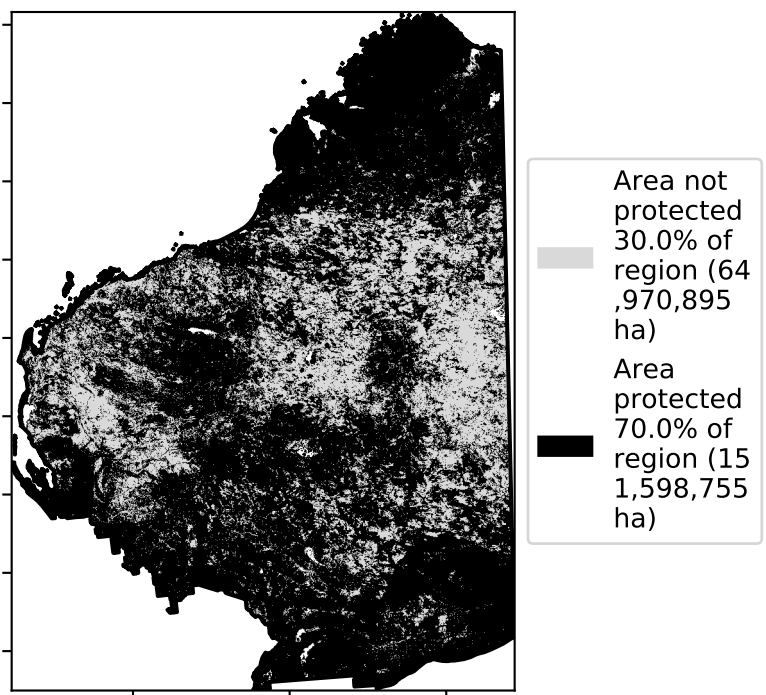 Area not
protected
30.0% of
region (64
,970,895
ha)
Area
protected
70.0% of
region (15
1,598,755
ha)